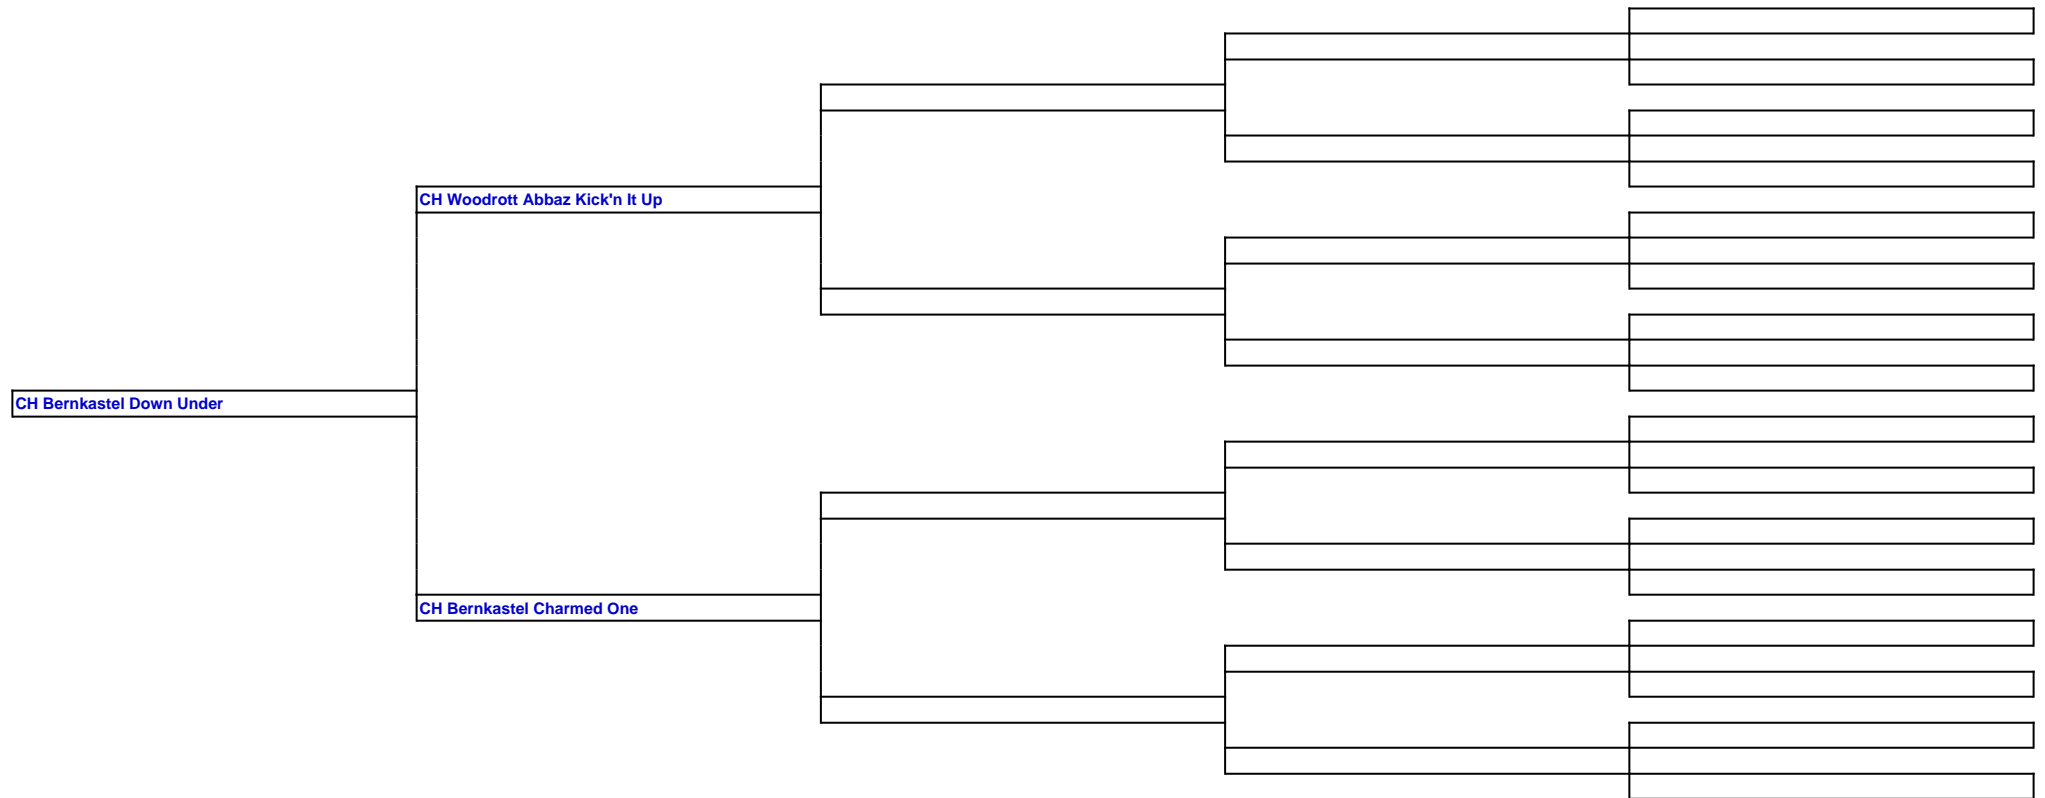 CH Woodrott Abbaz Kick'n It Up
CH Bernkastel Down Under
CH Bernkastel Charmed One